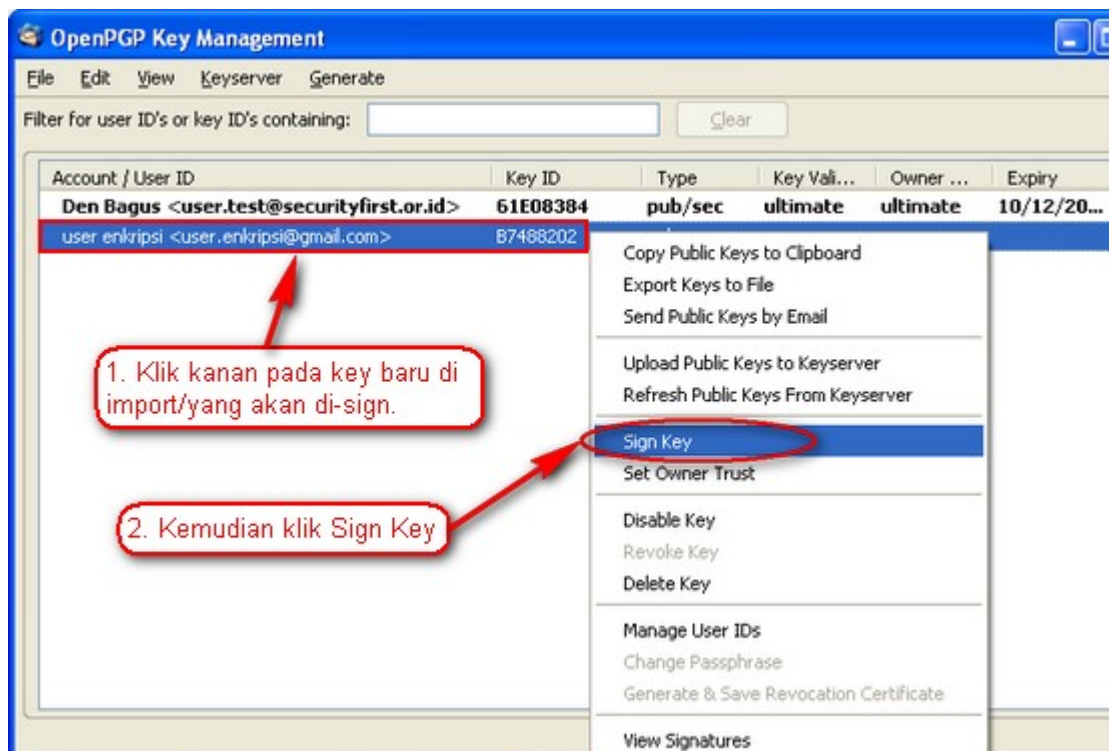 OpenPGP Key Management
File Edit View Keyserver Generate
Filter for user ID's or key ID's containing: Clear
Account / User ID Key ID Type Key Vali... Owner ... Expiry
Den Bagus <user.test@securityfirst.or.id> 61E08384 pub/sec ultimate ultimate 10/12/20...
user enkripsi <user.enkripsi@gmail.com> B7488202
Copy Public Keys to Clipboard
Export Keys to File
Send Public Keys by Email
Upload Public Keys to Keyserver
Refresh Public Keys From Keyserver
Sign Key
Set Owner Trust
Disable Key
Revoke Key
Delete Key
Manage User IDs
Change Passphrase
Generate & Save Revocation Certificate
View Signatures
1. Klik kanan pada key baru di
import/yang akan di-sign.
2. Kemudian klik Sign Key